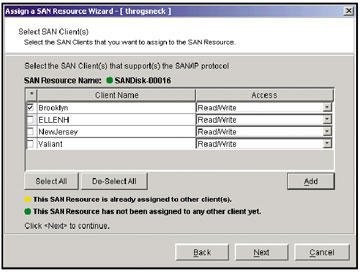 Assign a SAN Resource Wizard - [ throgsneck ]
Select SAN Client(s)
Select the SAN Clients that you want to assign to the SAN Resource.
Select the SAN Client(s) that support(s) the SAN/IP protocol
SAN Resource Name: SANDisk-00016
* Client Name Access
Brooklyn Read/Write
ELLENH Read/Write
NewJersey Read/Write
Valiant Read/Write
Select All De-Select All Add
This SAN Resource is already assigned to other client(s).
This SAN Resource has not been assigned to any other client yet.
Click <Next> to continue.
Back Next Cancel